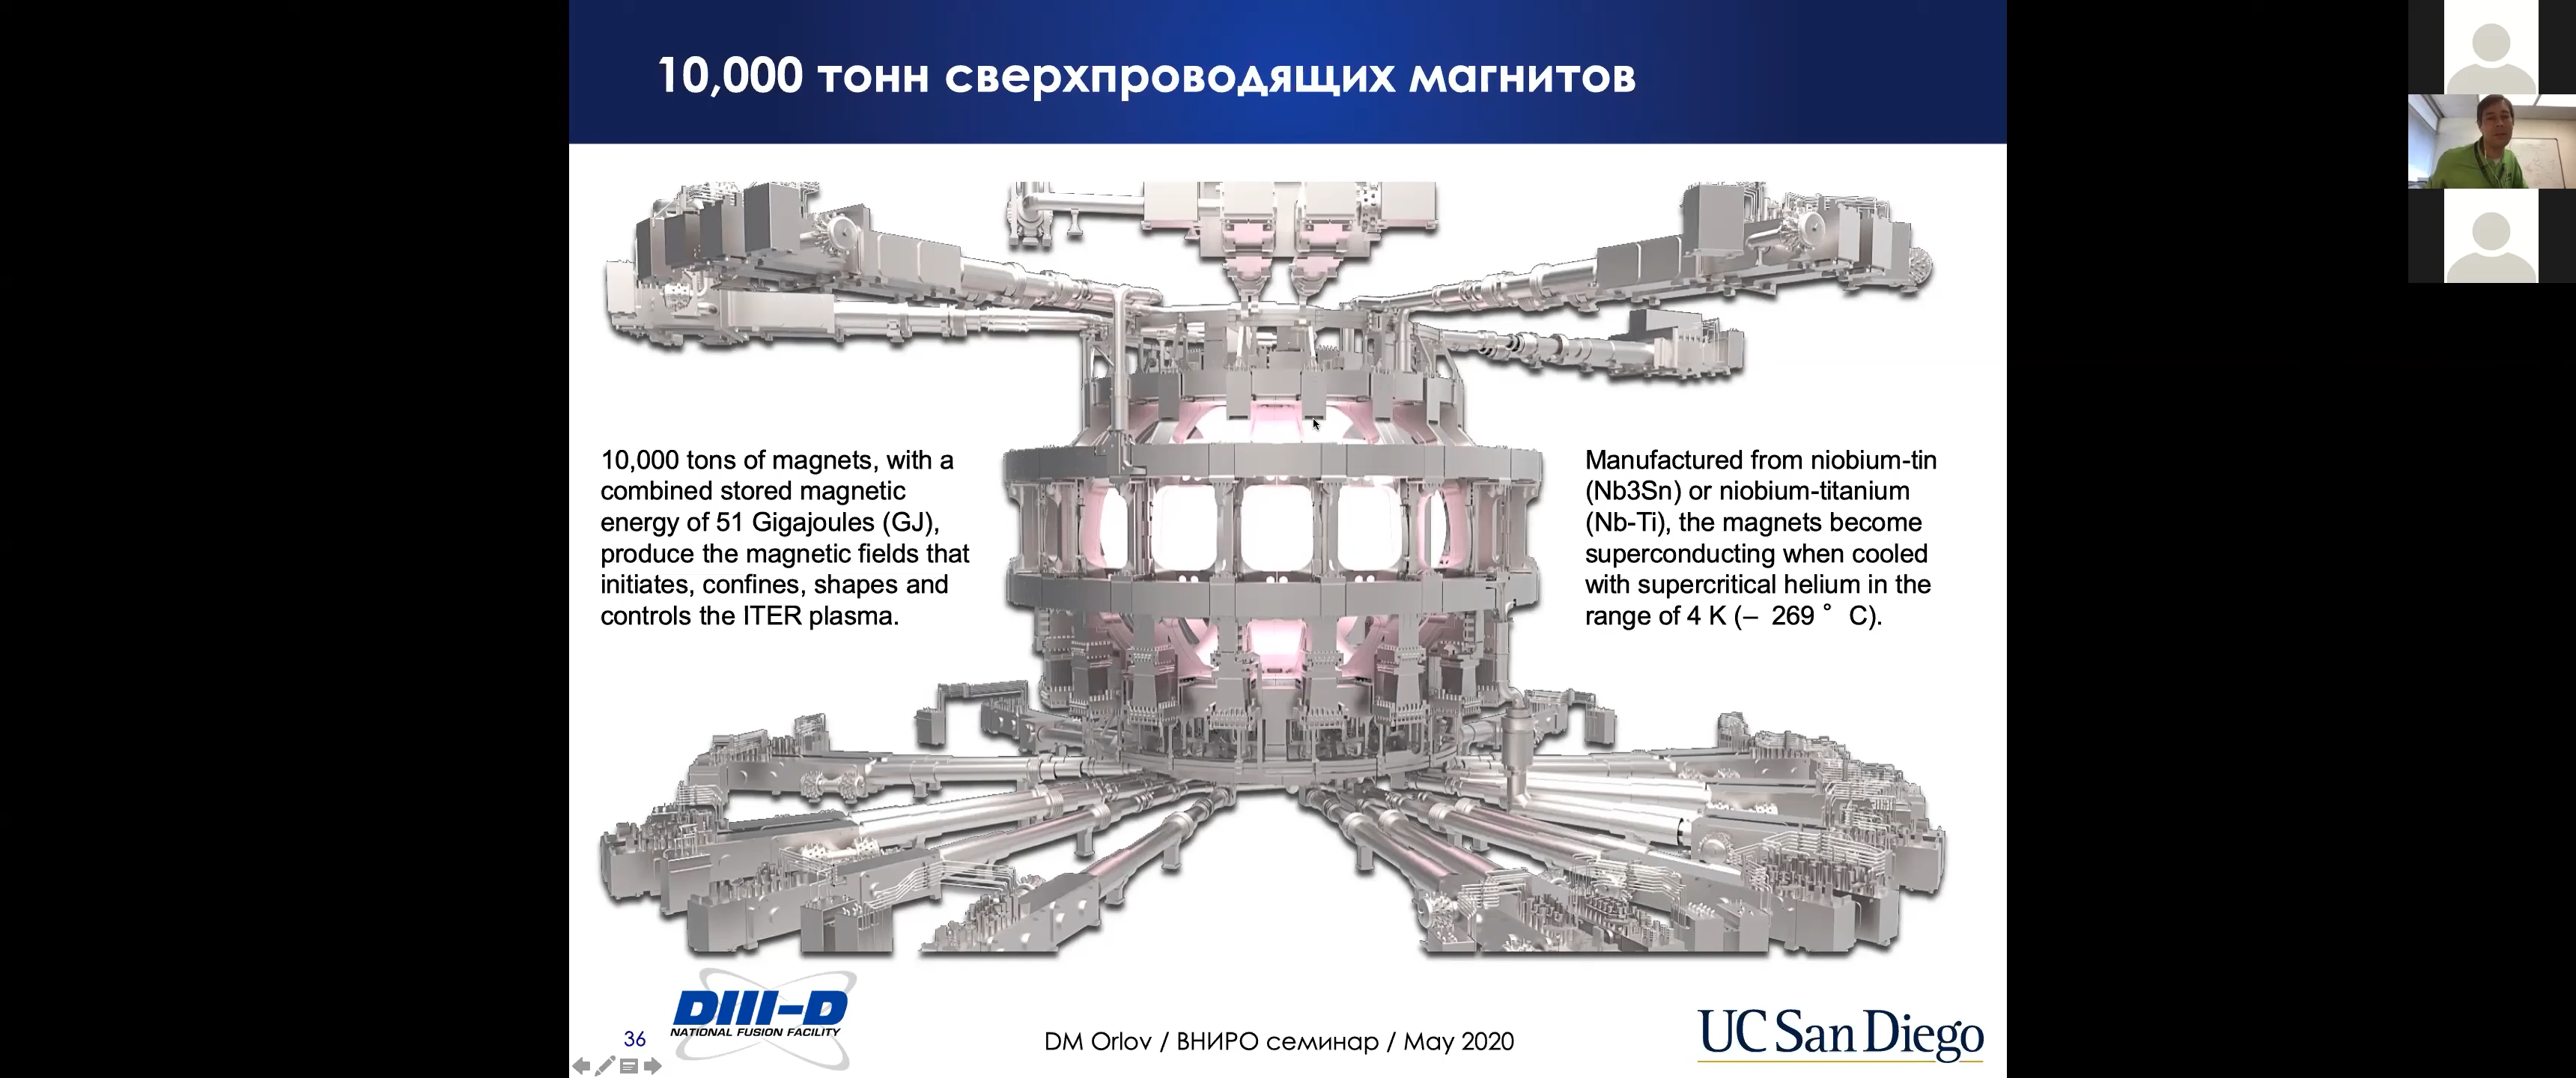 10,000 тонн сверхпроводящих магнитов
10,000 tons of magnets, with a
combined stored magnetic
energy of 51 Gigajoules (GJ),
produce the magnetic fields that
initiates, confines, shapes and
controls the ITER plasma.
Manufactured from niobium-tin
(Nb3Sn) or niobium-titanium
(Nb-Ti), the magnets become
superconducting when cooled
with supercritical helium in the
range of 4 K (– 269 ° C).
36
DIII-D
NATIONAL FUSION FACILITY
DM Orlov / ВНИРО семинар / May 2020
UC San Diego